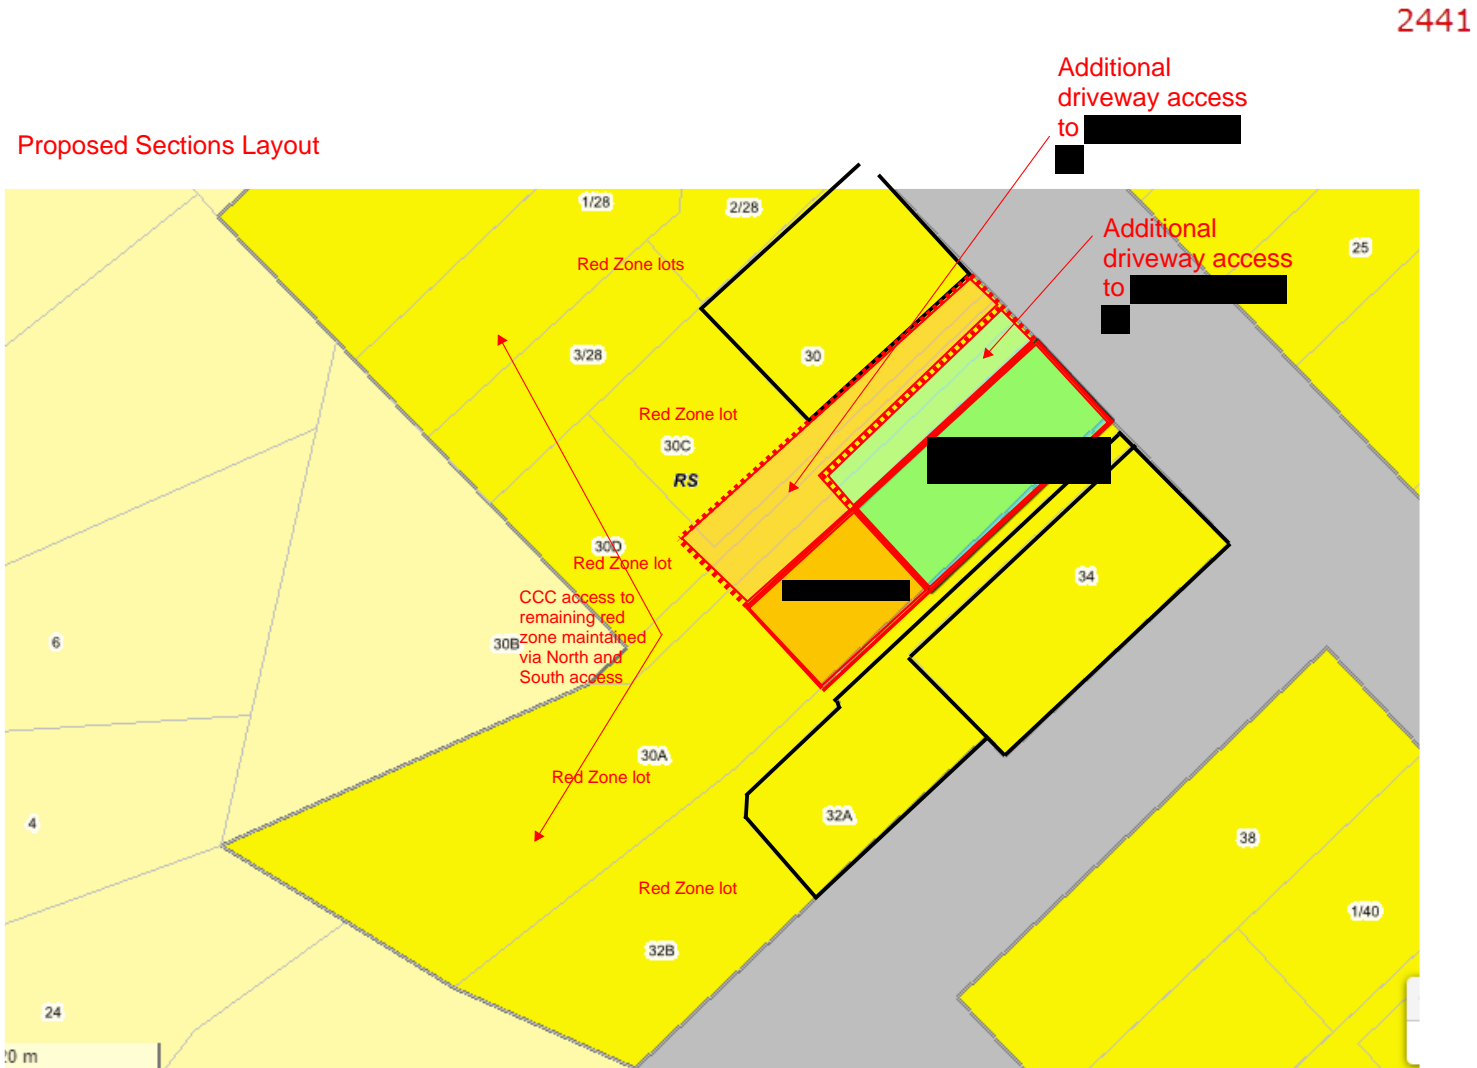 2441
Additional
driveway access
to
Proposed Sections Layout
1/28
2/28
Additional
driveway access
to
25
Red Zone lots
3/28
30
Red Zone lot
30C
RS
30D
Red Zone lot
34
CCC access to
remaining red
zone maintained
via North and
South access
6
30B
30A
Red Zone lot
4
32A
38
Red Zone lot
1/40
32B
24
20 m